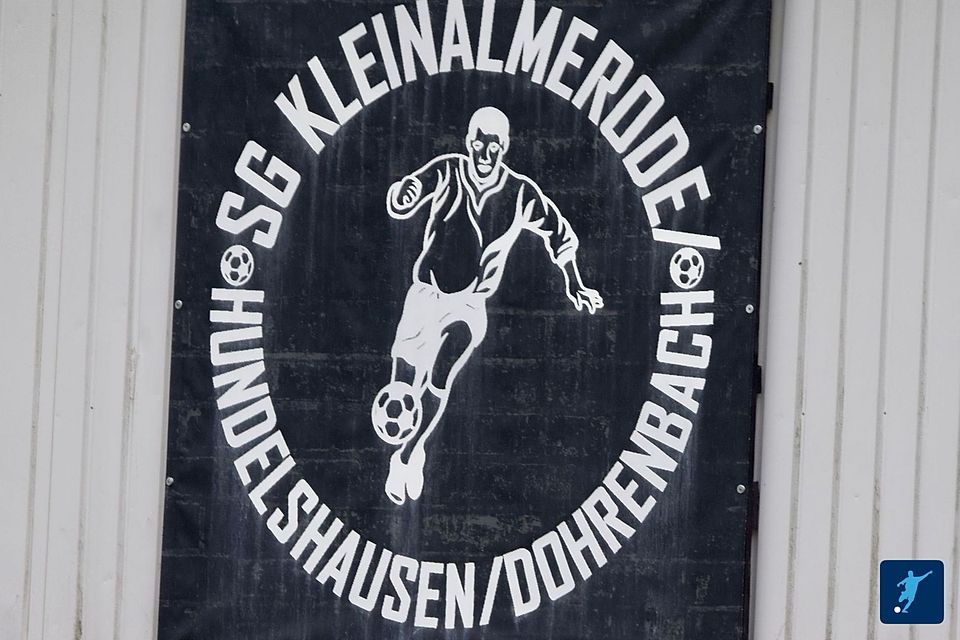 SG KLEINALMERODE/
HUNDELSHAUSEN/DOHRENBACH